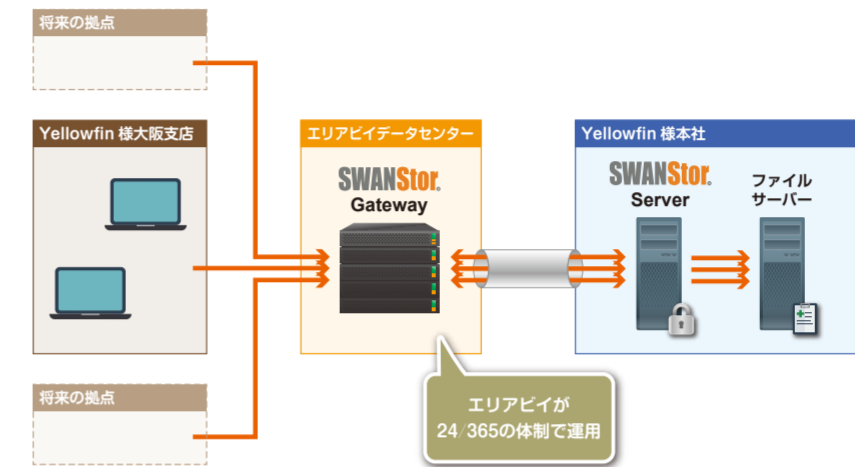 将来の拠点
Yellowfin 様大阪支店
エリアビイデータセンター
Yellowfin 様本社
SWANStor.
Gateway
SWANStor.
Server
ファイル
サーバー
エリアビイが
24/365の体制で運用
将来の拠点